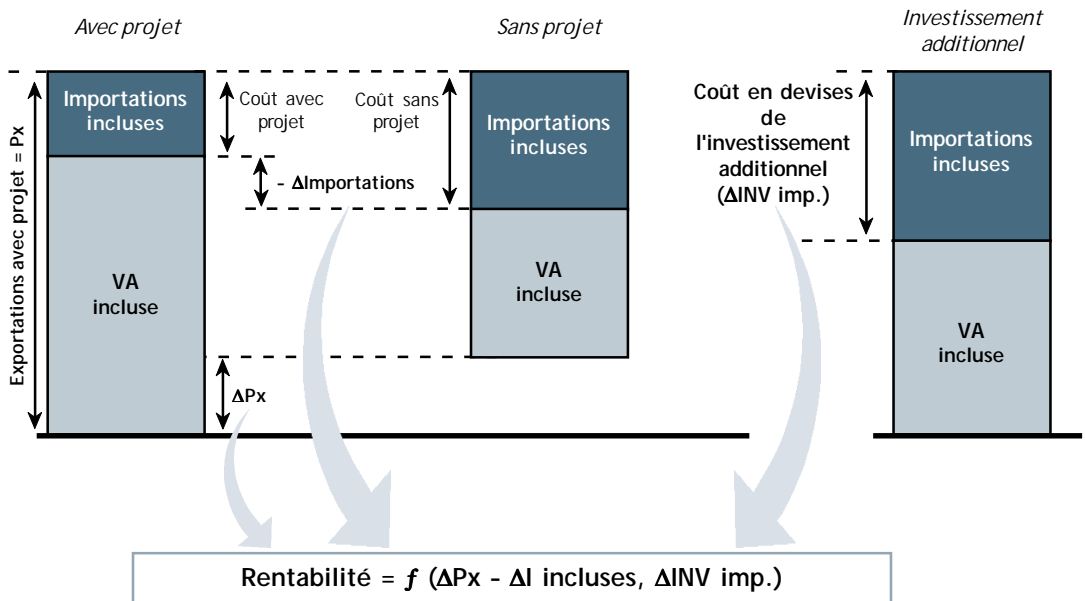 Avec projet
Sans projet
Investissement
additionnel
Exportations avec projet = Px
Importations
incluses
Coût avec
projet
Coût sans
projet
Importations
incluses
Coût en devises
de
l'investissement
additionnel
(ΔINV imp.)
Importations
incluses
- ΔImportations
VA
incluse
VA
incluse
VA
incluse
ΔPx
Rentabilité = ƒ (ΔPx - ΔI incluses, ΔINV imp.)